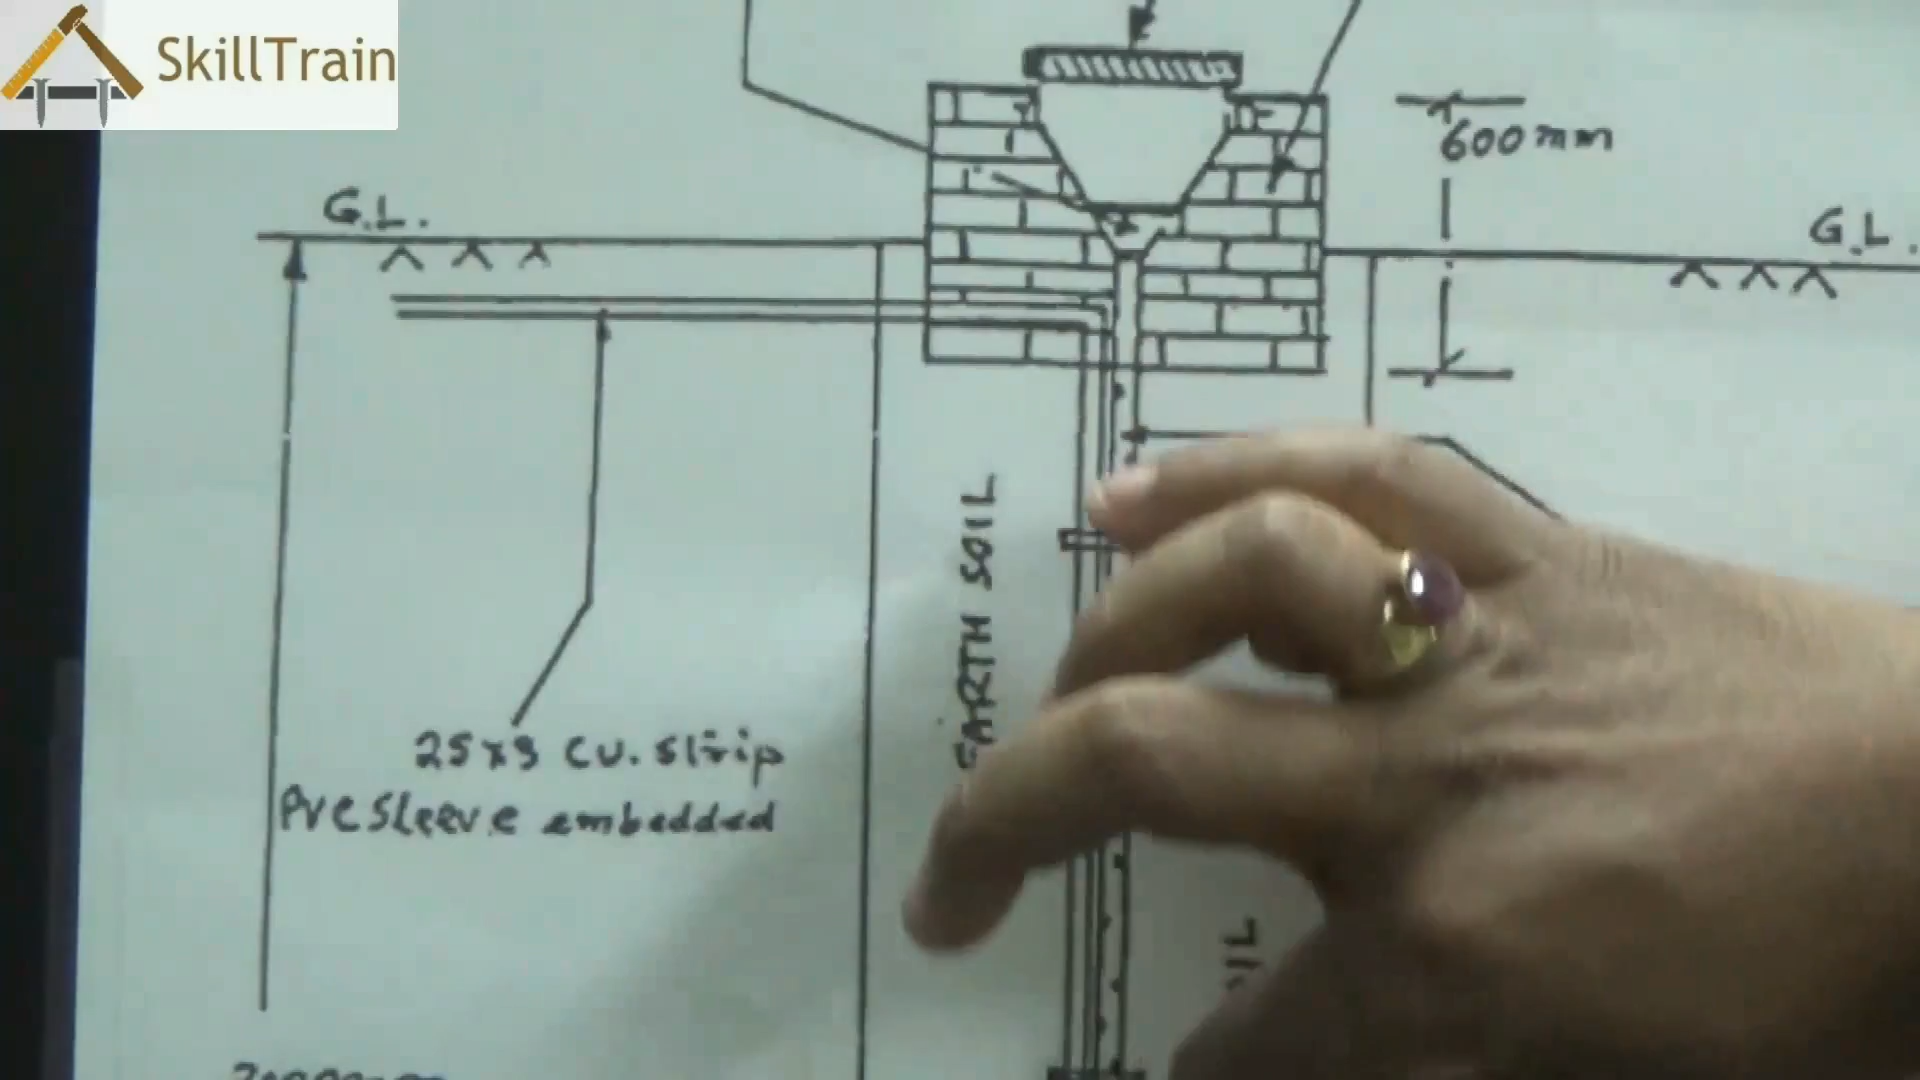 SkillTrain
600mm
G.L.
G.L.
EARTH SOIL
25x3 CU. Strip
PVC Sleeve embedded